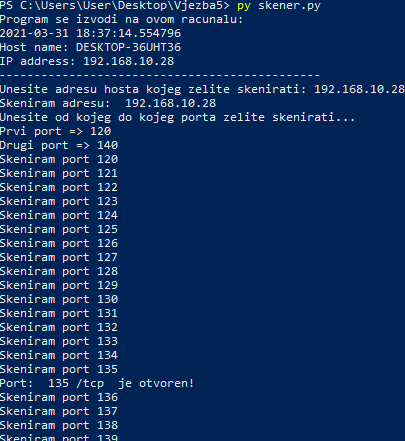 PS C:\Users\User\Desktop\Vjezba5> py skener.py
Program se izvodi na ovom racunalu:
2021-03-31 18:37:14.554796
Host name: DESKTOP-36UHT36
IP address: 192.168.10.28
-----------------------------------------------
Unesite adresu hosta kojeg zelite skenirati: 192.168.10.28
Skeniram adresu:  192.168.10.28
Unesite od kojeg do kojeg porta zelite skenirati...
Prvi port => 120
Drugi port => 140
Skeniram port 120
Skeniram port 121
Skeniram port 122
Skeniram port 123
Skeniram port 124
Skeniram port 125
Skeniram port 126
Skeniram port 127
Skeniram port 128
Skeniram port 129
Skeniram port 130
Skeniram port 131
Skeniram port 132
Skeniram port 133
Skeniram port 134
Skeniram port 135
Port:  135 /tcp  je otvoren!
Skeniram port 136
Skeniram port 137
Skeniram port 138
Skeniram port 139